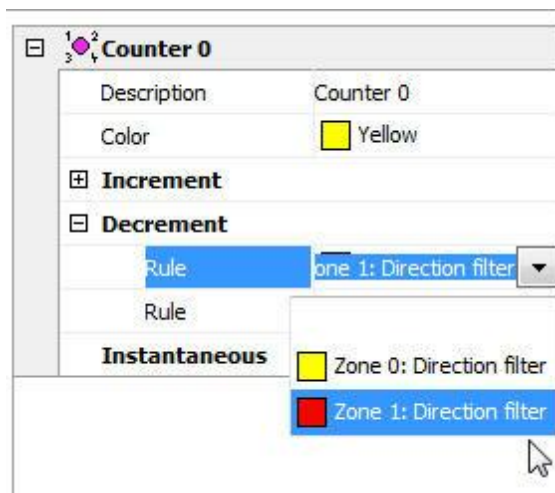 Counter 0
Description Counter 0
Color Yellow
Increment
Decrement
Rule one 1: Direction filter
Rule
Instantaneous
Zone 0: Direction filter
Zone 1: Direction filter